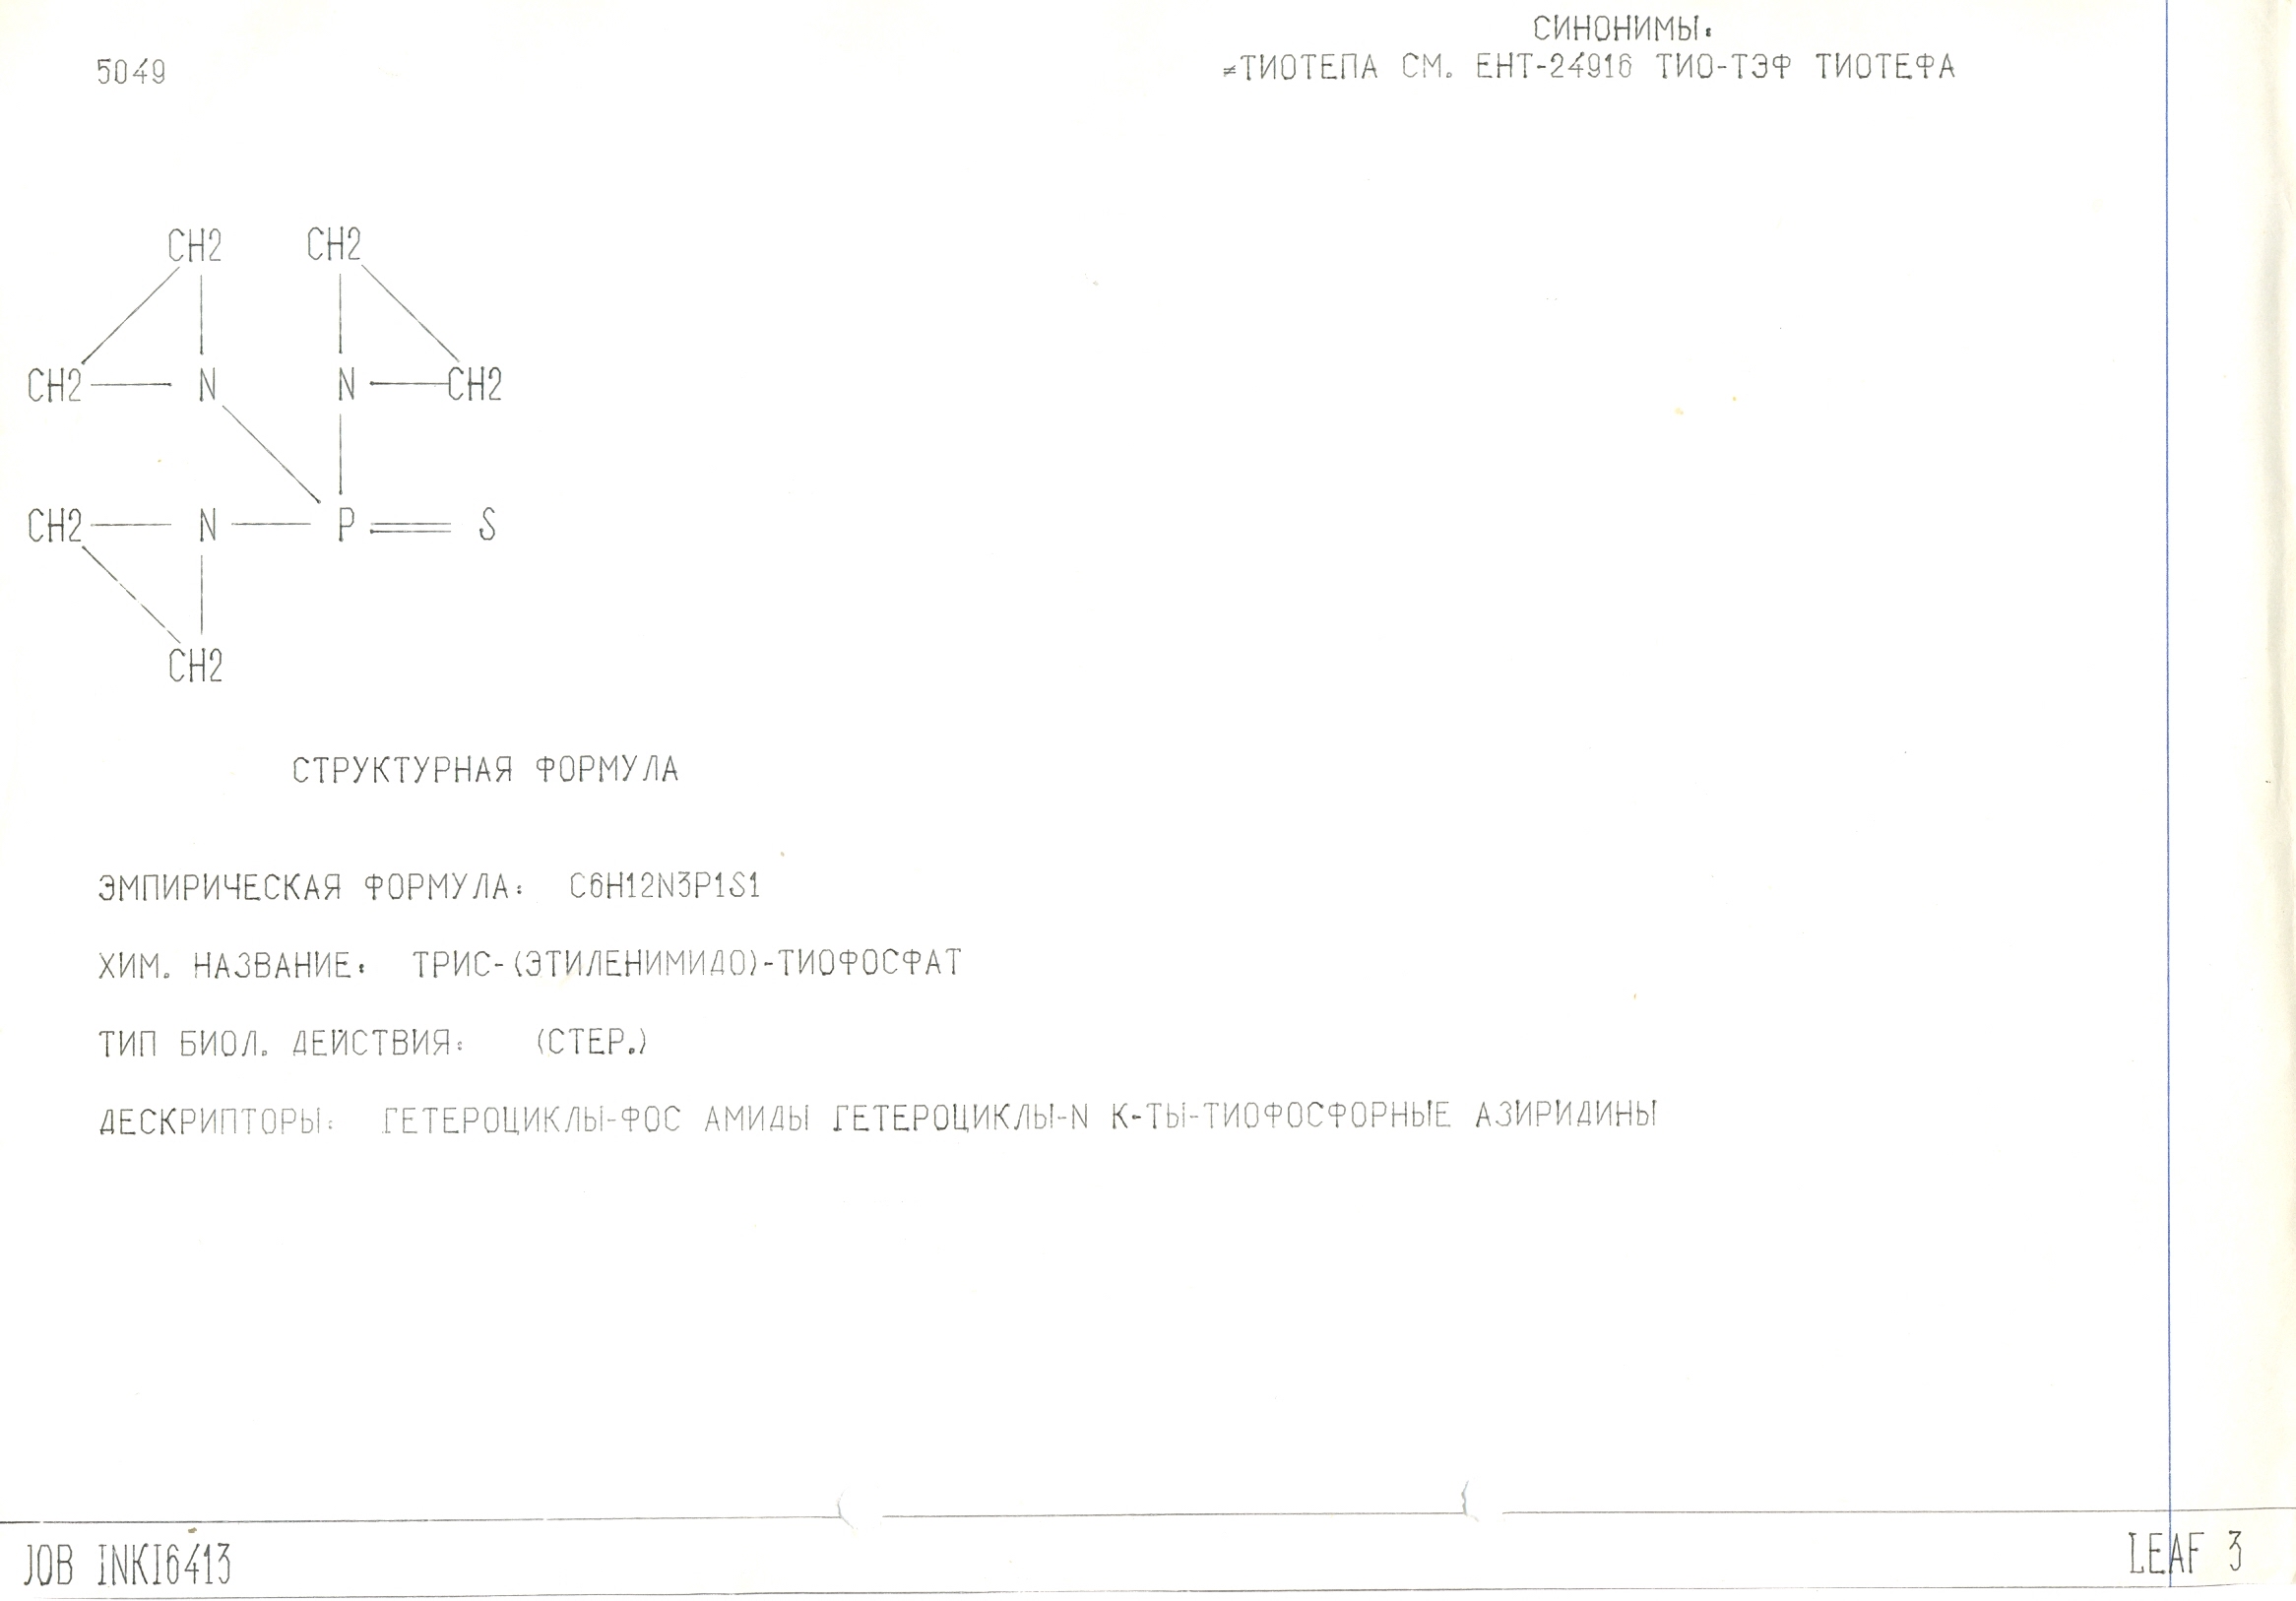 СИНОНИМЫ:
5049
≠ТИОТЕПА СМ. ЕНТ-24916 ТИО-ТЭФ ТИОТЕФА
CH2 CH2
CH2 N N CH2
CH2 N P S
CH2
СТРУКТУРНАЯ ФОРМУЛА
ЭМПИРИЧЕСКАЯ ФОРМУЛА: C6H12N3P1S1
ХИМ. НАЗВАНИЕ: ТРИС-(ЭТИЛЕНИМИДО)-ТИОФОСФАТ
ТИП БИОЛ. ДЕЙСТВИЯ: (СТЕР.)
ДЕСКРИПТОРЫ: ГЕТЕРОЦИКЛЫ-ФОС АМИДЫ ГЕТЕРОЦИКЛЫ-N К-ТЫ-ТИОФОСФОРНЫЕ АЗИРИДИНЫ
JOB INKI6413
LEAF 3